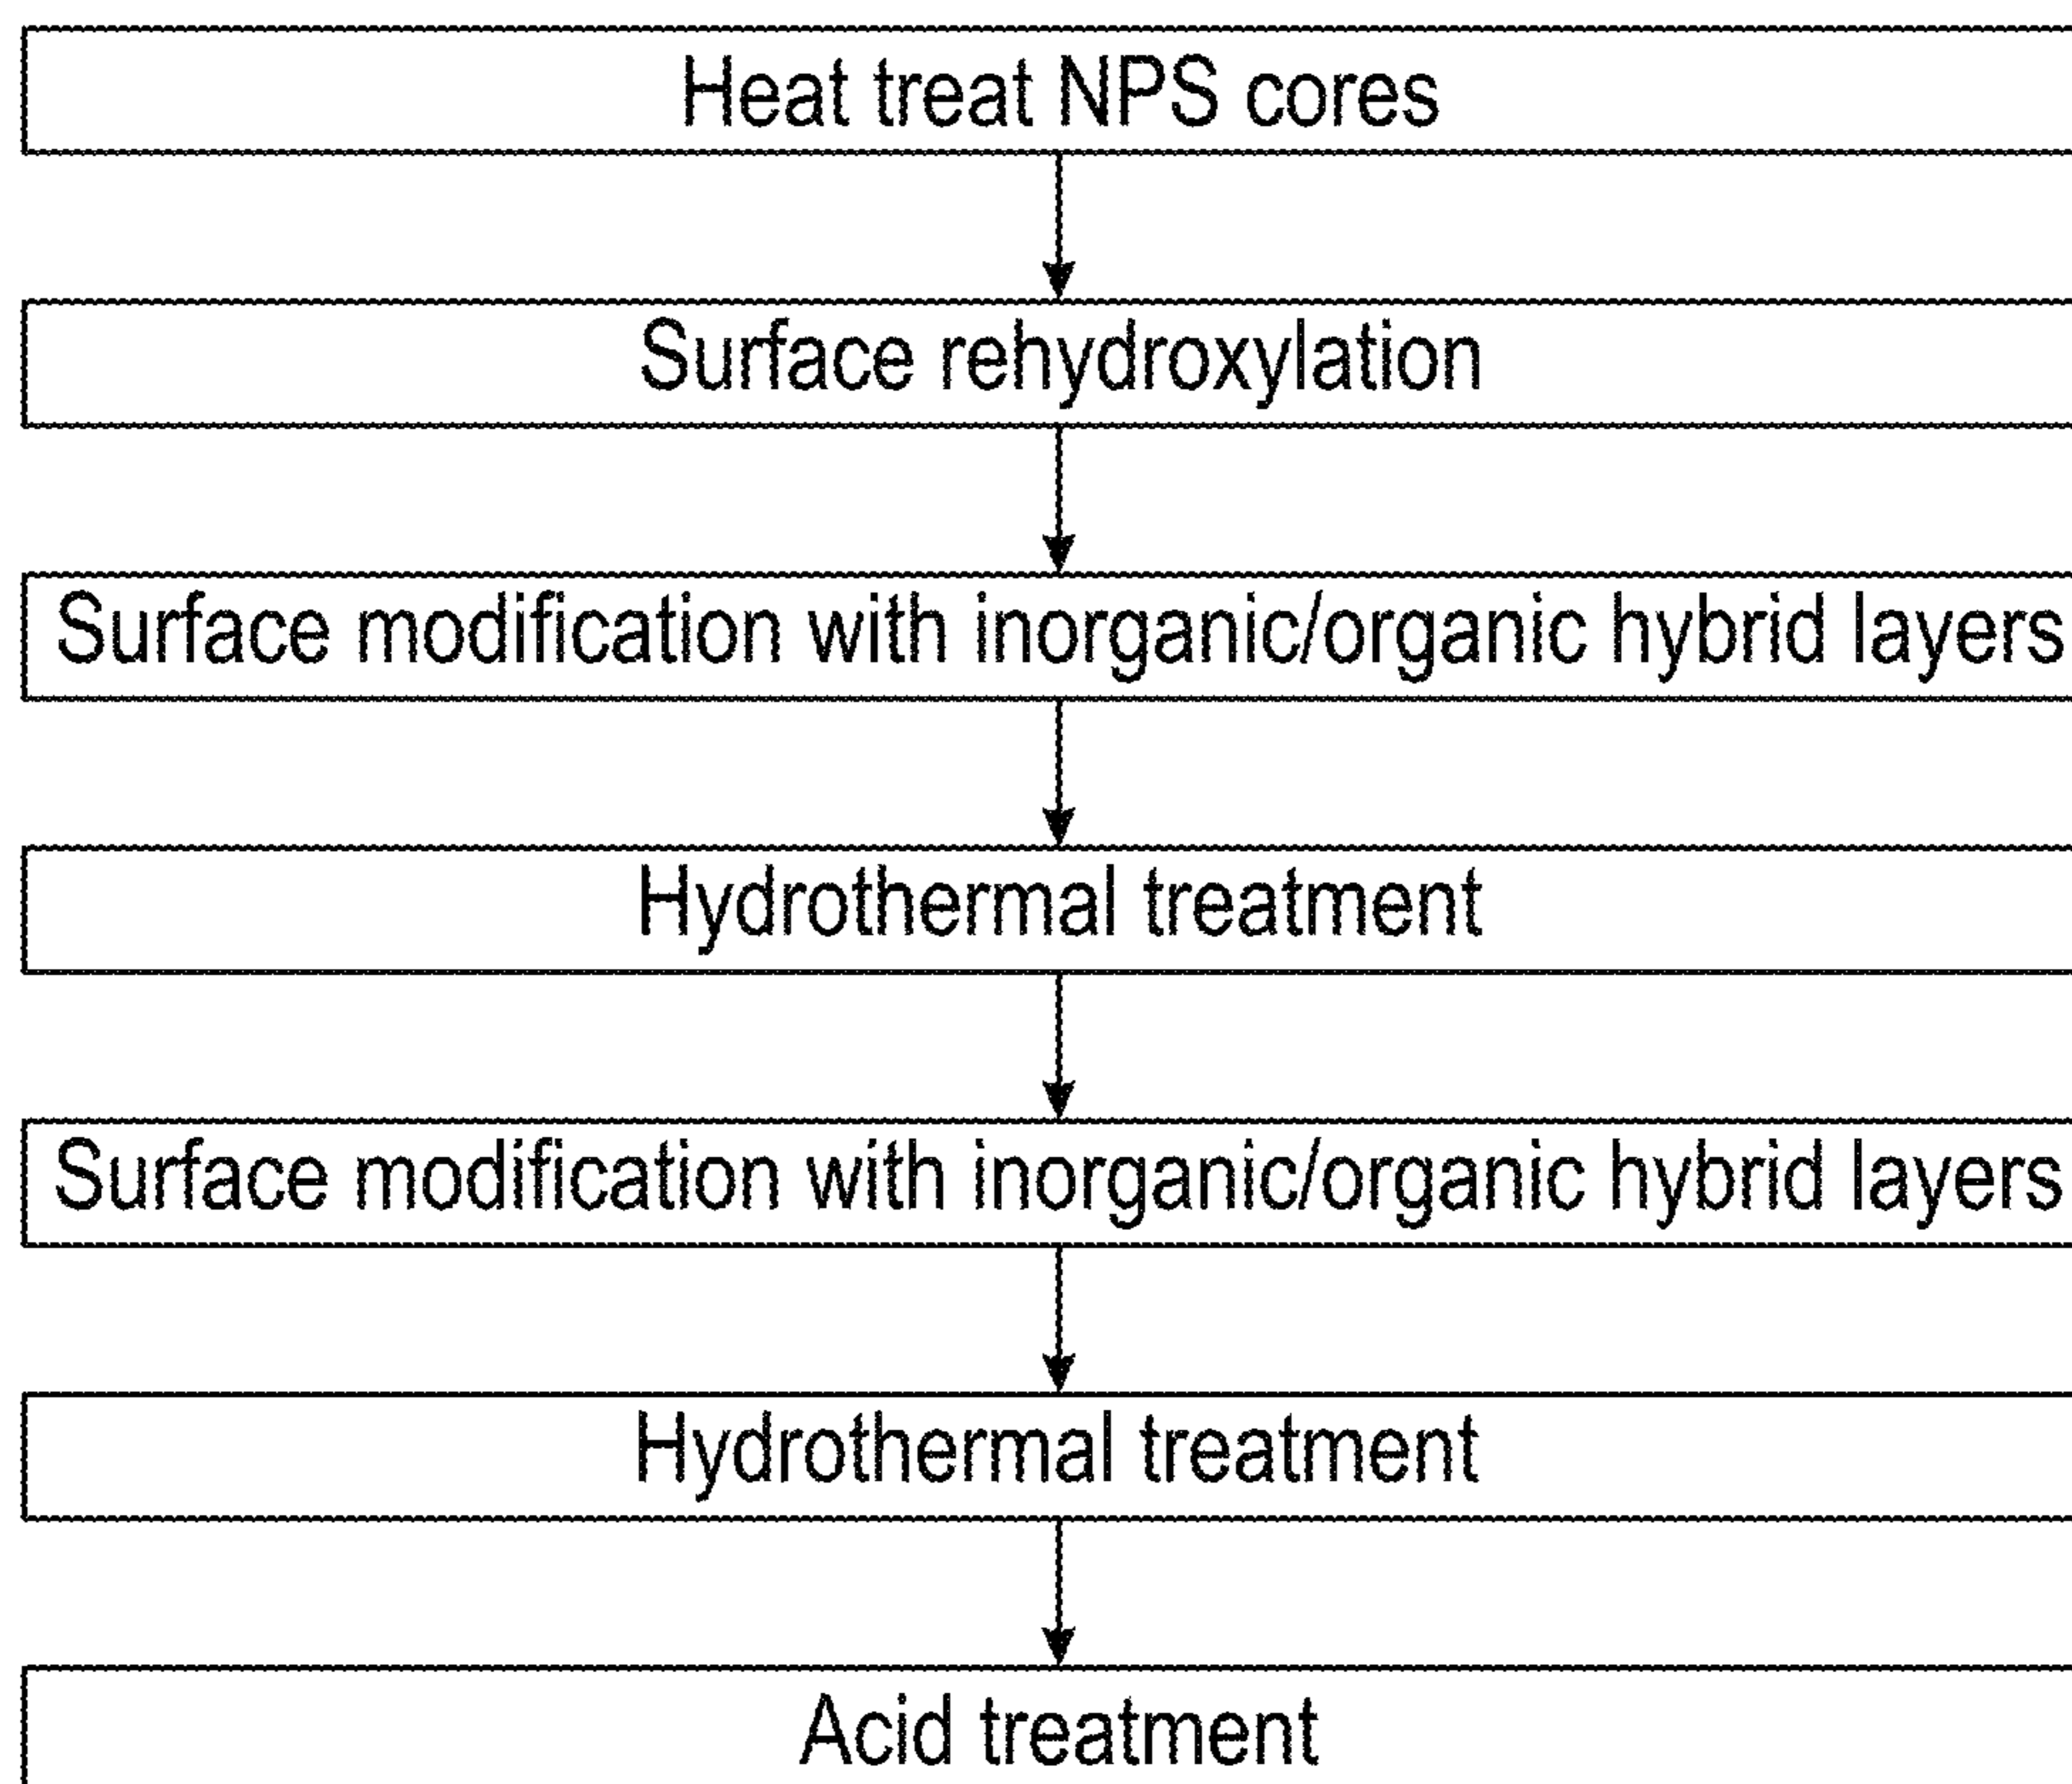 Heat treat NPS cores
Surface rehydroxylation
Surface modification with inorganic/organic hybrid layers
Hydrothermal treatment
Surface modification with inorganic/organic hybrid layers
Hydrothermal treatment
Acid treatment